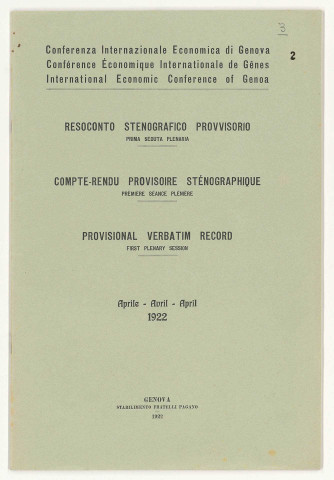 3
2
Conferenza Internazionale Economica di Genova
Conférence Économique Internationale de Gênes
International Economic Conference of Genoa
RESOCONTO STENOGRAFICO PROVVISORIO
PRIMA SEDUTA PLENARIA
COMPTE-RENDU PROVISOIRE STÉNOGRAPHIQUE
PREMIÈRE SÉANCE PLÉNIÈRE
PROVISIONAL VERBATIM RECORD
FIRST PLENARY SESSION
Aprile - Avril - April
1922
GENOVA
STABILIMENTO FRATELLI PAGANO
1922